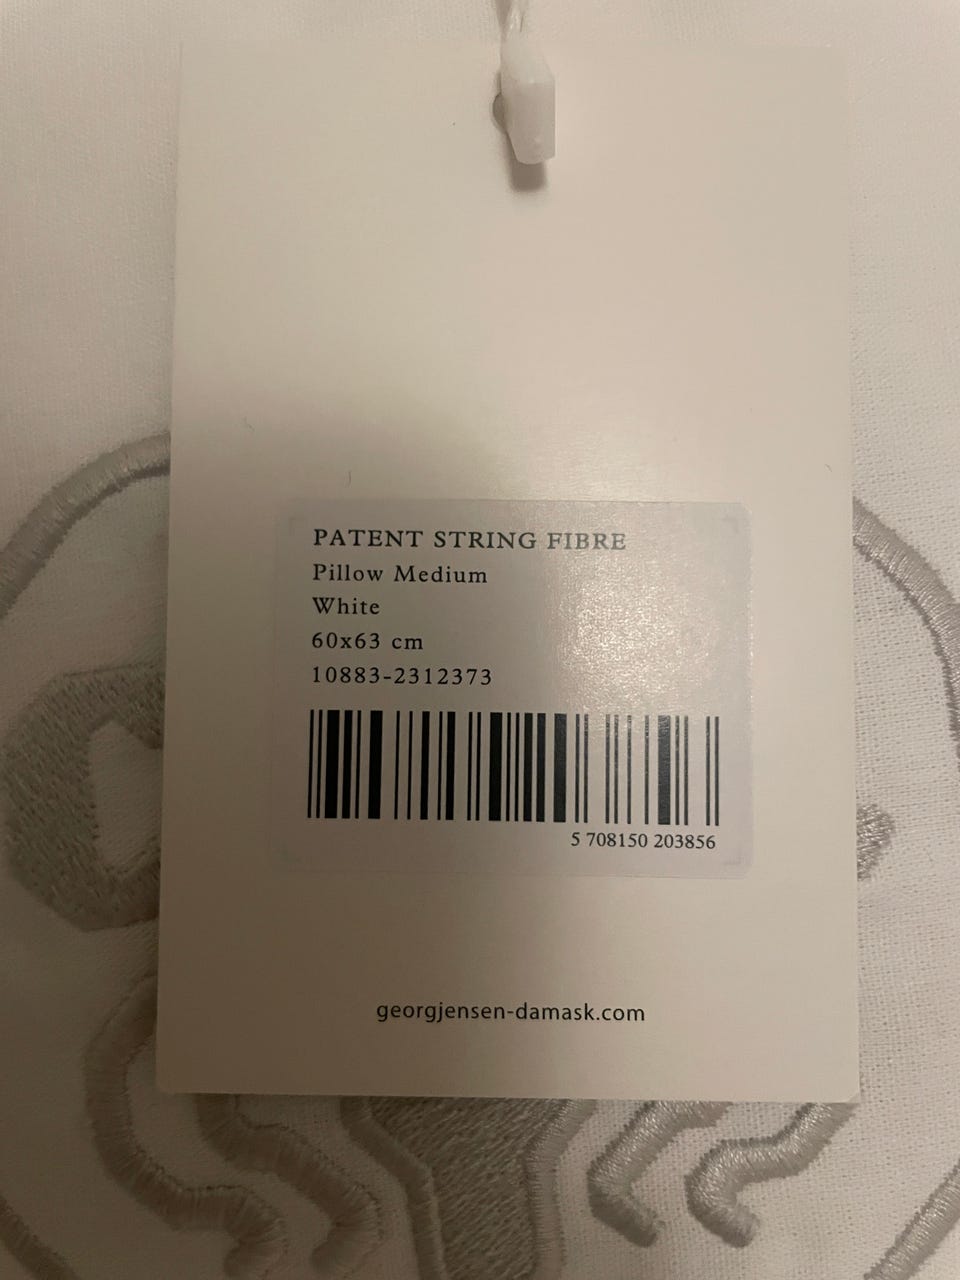 PATENT STRING FIBRE
Pillow Medium
White
60x63 cm
10883-2312373
5 708150 203856
georgjensen-damask.com